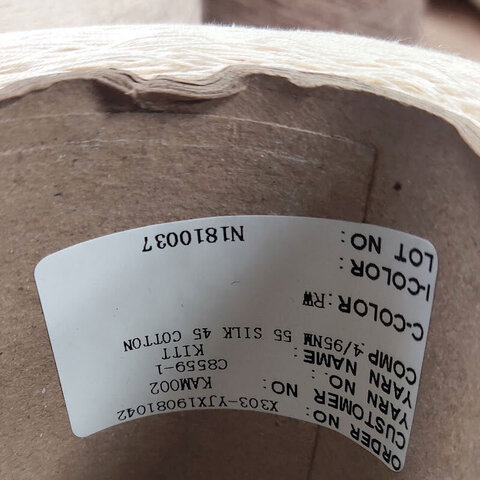 ORDER NO: X303-YJX19081042
CUSTOMER NO: KAM002
YARN NO.: C8559-1
YARN NAME: KITT
COMP 4/95NM 55 SILK 45 COTTON
C-COLOR: RW
I-COLOR:
LOT NO: N1810037